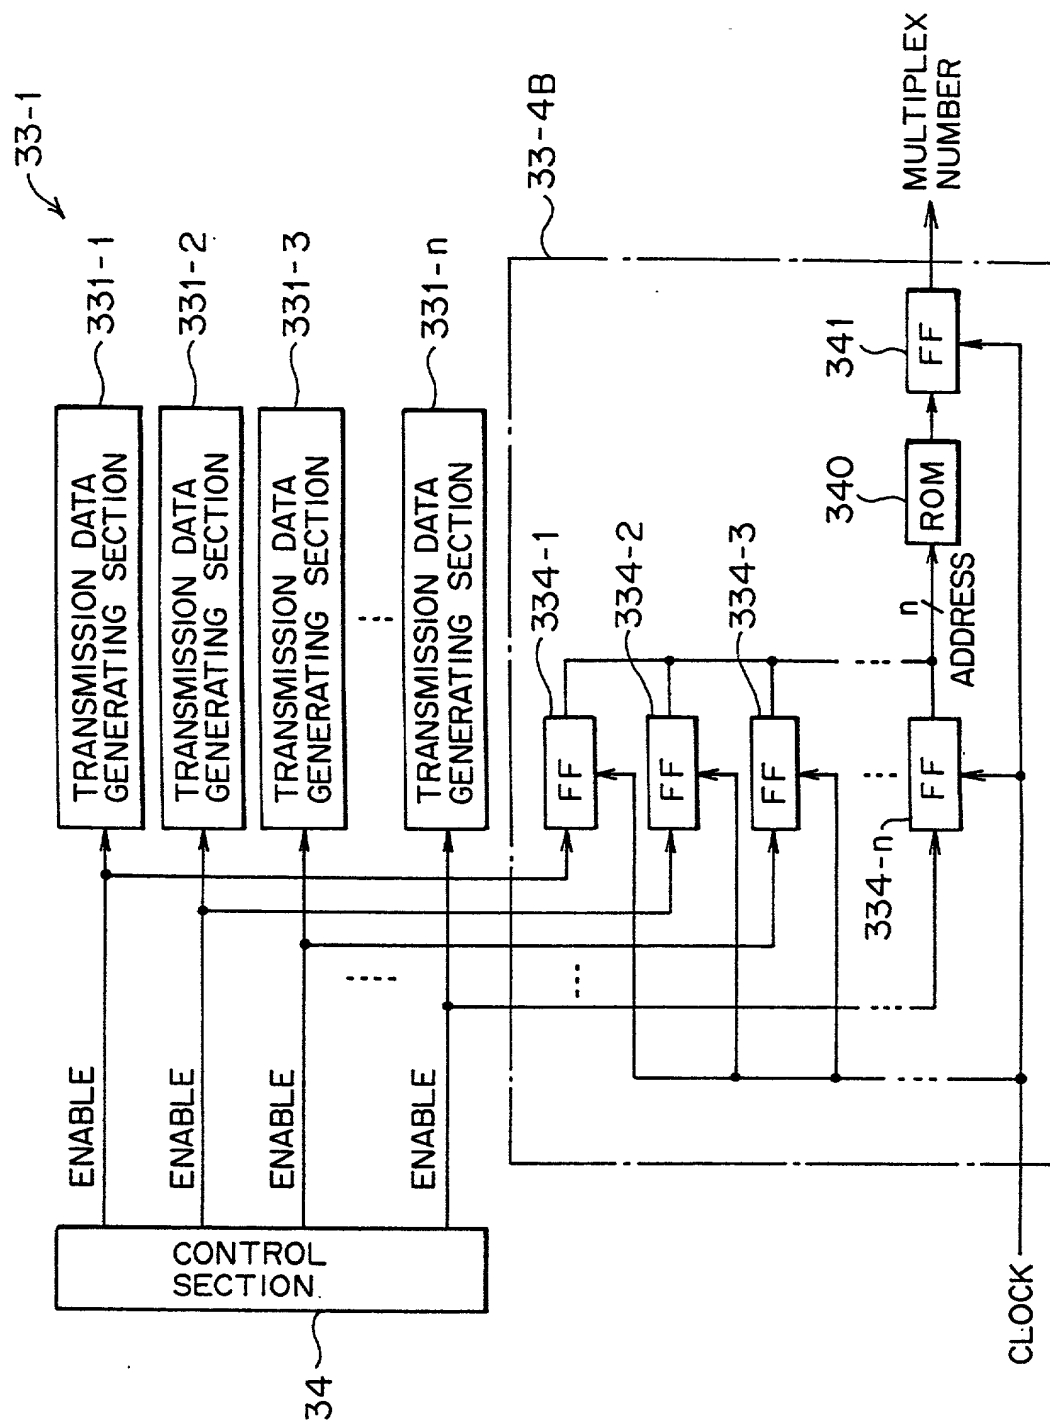 33-1
TRANSMISSION DATA
GENERATING SECTION
331-1
TRANSMISSION DATA
GENERATING SECTION
331-2
TRANSMISSION DATA
GENERATING SECTION
331-3
TRANSMISSION DATA
GENERATING SECTION
331-n
ENABLE
ENABLE
ENABLE
ENABLE
CONTROL
SECTION
34
33-4B
FF
334-1
FF
334-2
FF
334-3
FF
334-n
n
ADDRESS
ROM
340
FF
341
MULTIPLEX
NUMBER
CLOCK